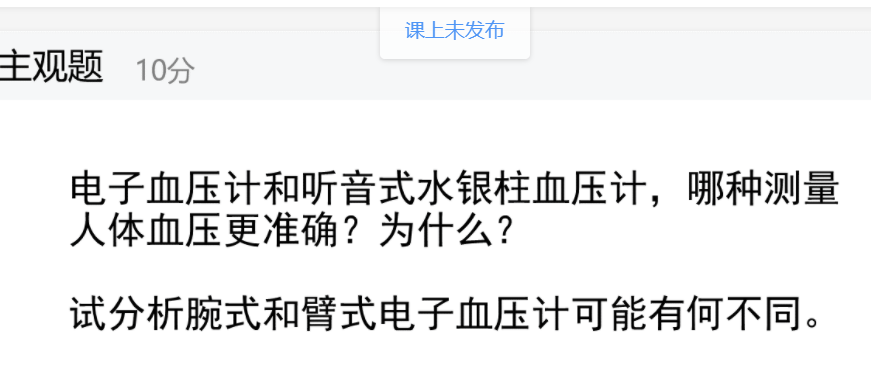 课上未发布
主观题 10分
电子血压计和听音式水银柱血压计，哪种测量
人体血压更准确？为什么？
试分析腕式和臂式电子血压计可能有何不同。